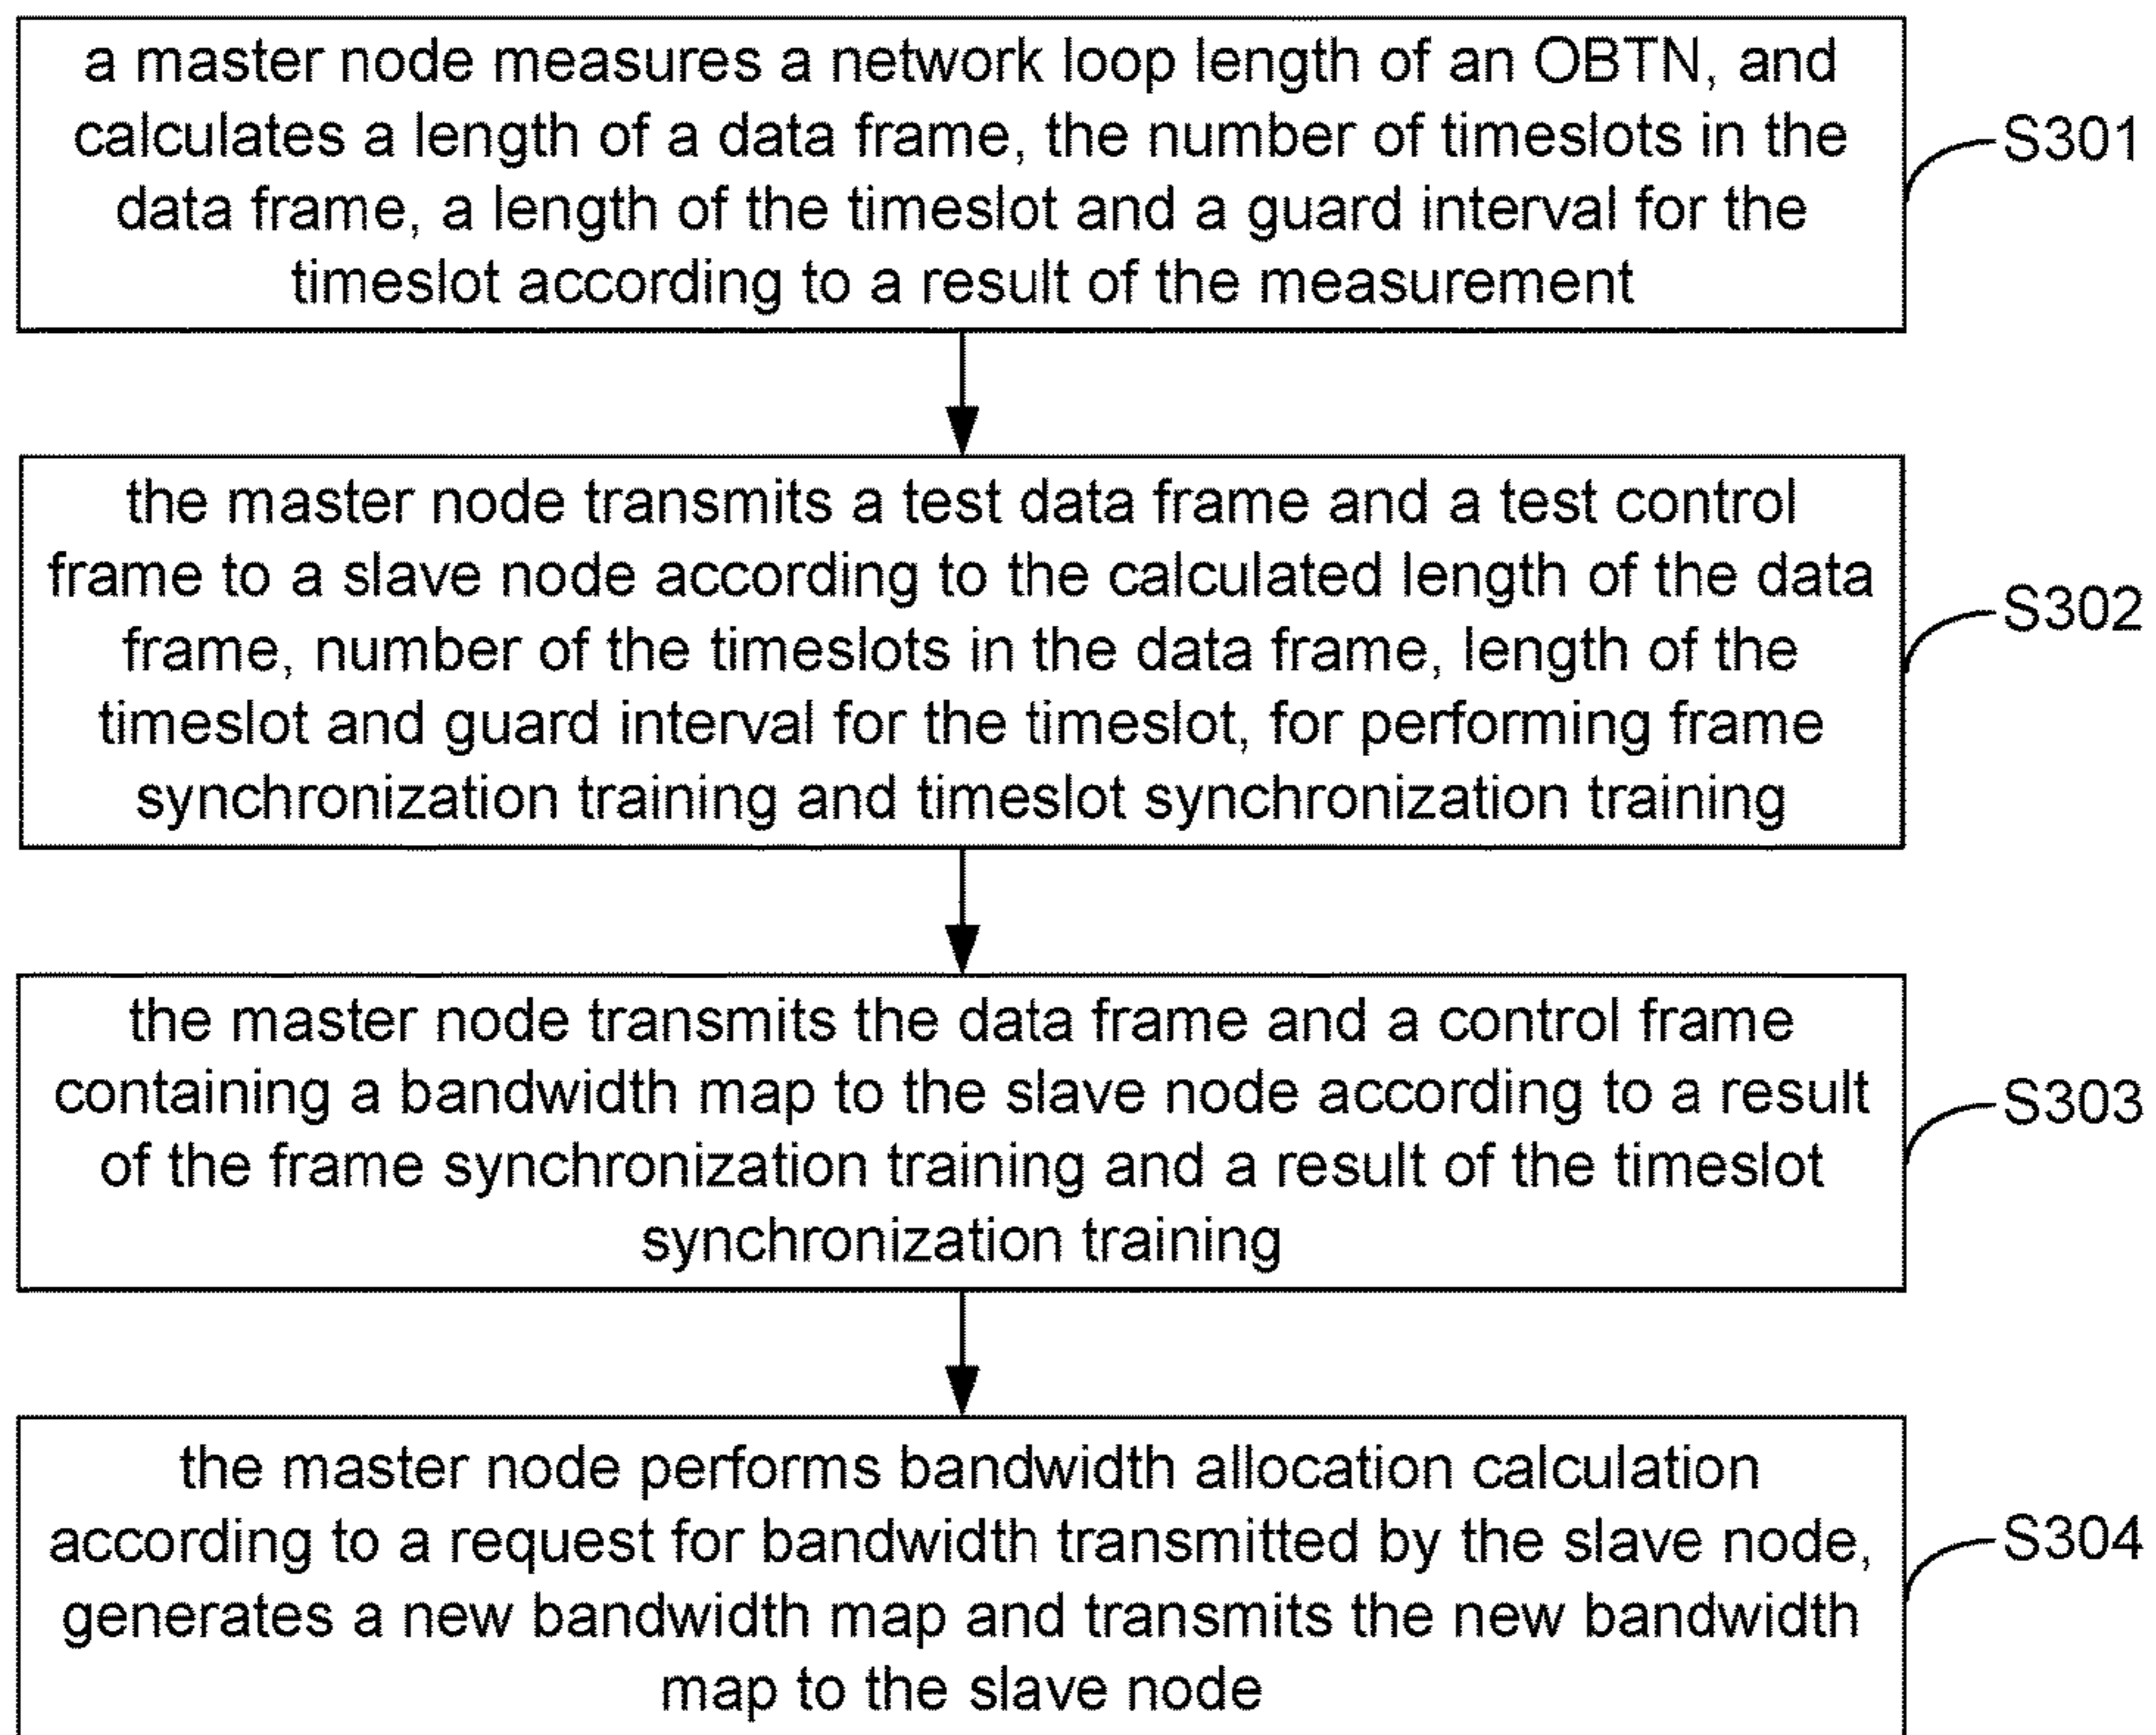 a master node measures a network loop length of an OBTN, and
calculates a length of a data frame, the number of timeslots in the
data frame, a length of the timeslot and a guard interval for the
timeslot according to a result of the measurement
S301
the master node transmits a test data frame and a test control
frame to a slave node according to the calculated length of the data
frame, number of the timeslots in the data frame, length of the
timeslot and guard interval for the timeslot, for performing frame
synchronization training and timeslot synchronization training
S302
the master node transmits the data frame and a control frame
containing a bandwidth map to the slave node according to a result
of the frame synchronization training and a result of the timeslot
synchronization training
S303
the master node performs bandwidth allocation calculation
according to a request for bandwidth transmitted by the slave node,
generates a new bandwidth map and transmits the new bandwidth
map to the slave node
S304